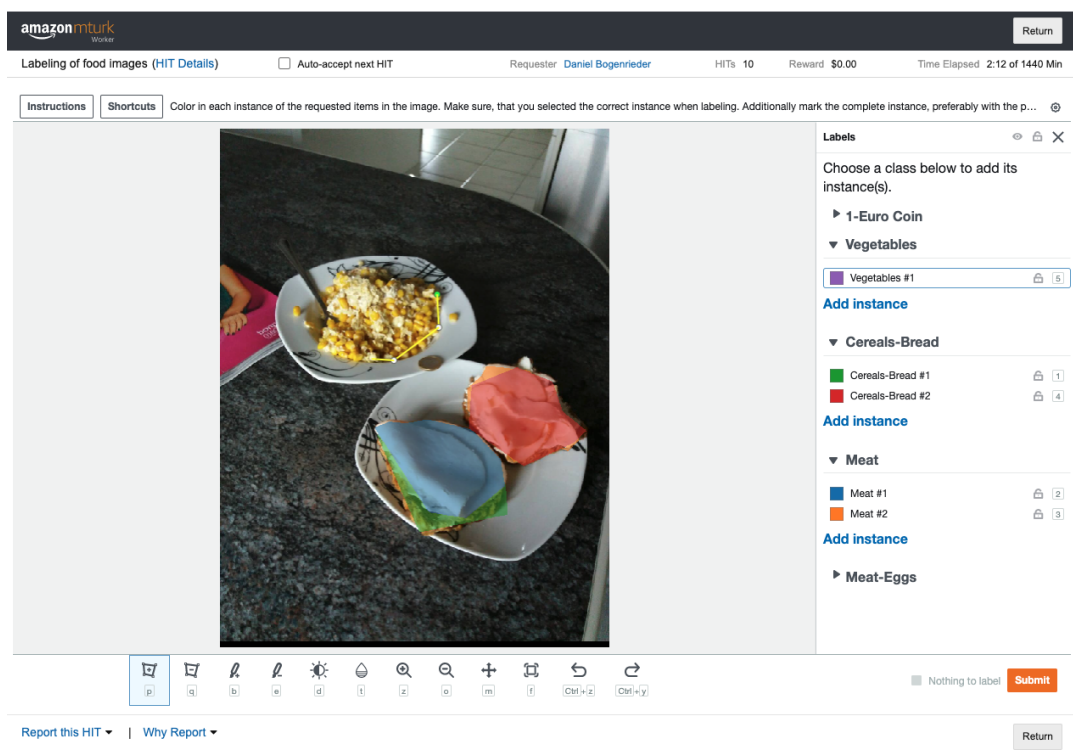 amazon mturk
Worker
Return
Labeling of food images (HIT Details)
Auto-accept next HIT
Requester Daniel Bogenrieder
HITs 10
Reward $0.00
Time Elapsed 2:12 of 1440 Min
Instructions
Shortcuts
Color in each instance of the requested items in the image. Make sure, that you selected the correct instance when labeling. Additionally mark the complete instance, preferably with the p...
Labels
Choose a class below to add its
instance(s).
1-Euro Coin
Vegetables
Vegetables #1 5
Add instance
Cereals-Bread
Cereals-Bread #1 1
Cereals-Bread #2 4
Add instance
Meat
Meat #1 2
Meat #2 3
Add instance
Meat-Eggs
p q b e d t z o m f Ctrl+z Ctrl+y
Nothing to label
Submit
Report this HIT | Why Report
Return